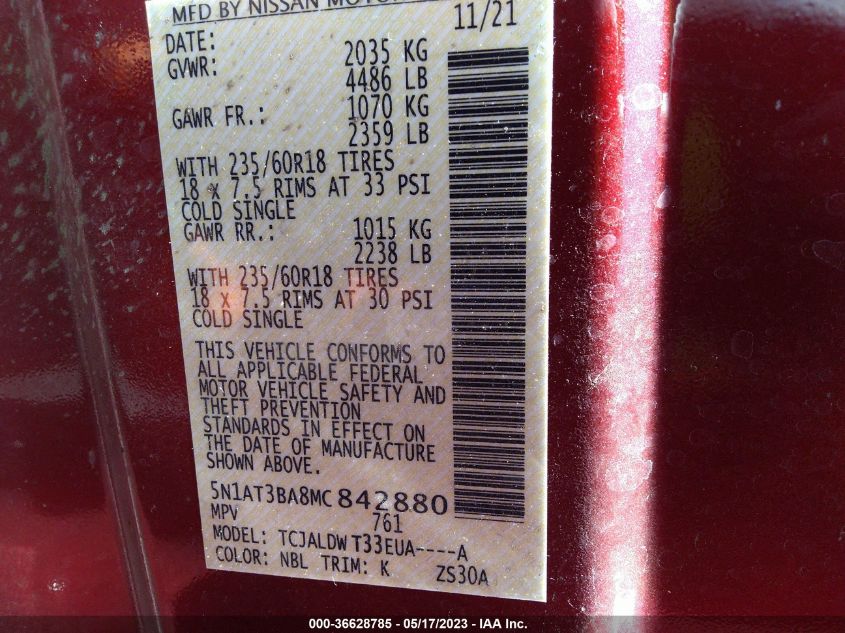 MFD BY NISSAN MOTOR
DATE: 11/21
GVWR: 2035 KG
4486 LB
GAWR FR.: 1070 KG
2359 LB
WITH 235/60R18 TIRES
18 X 7.5 RIMS AT 33 PSI
COLD SINGLE
GAWR RR.: 1015 KG
2238 LB
WITH 235/60R18 TIRES
18 X 7.5 RIMS AT 30 PSI
COLD SINGLE
THIS VEHICLE CONFORMS TO
ALL APPLICABLE FEDERAL
MOTOR VEHICLE SAFETY AND
THEFT PREVENTION
STANDARDS IN EFFECT ON
THE DATE OF MANUFACTURE
SHOWN ABOVE.
5N1AT3BA8MC 842880
MPV 761
MODEL: TCJALDW T33EUA----A
COLOR: NBL TRIM: K ZS30A
000-36628785 - 05/17/2023 - IAA Inc.